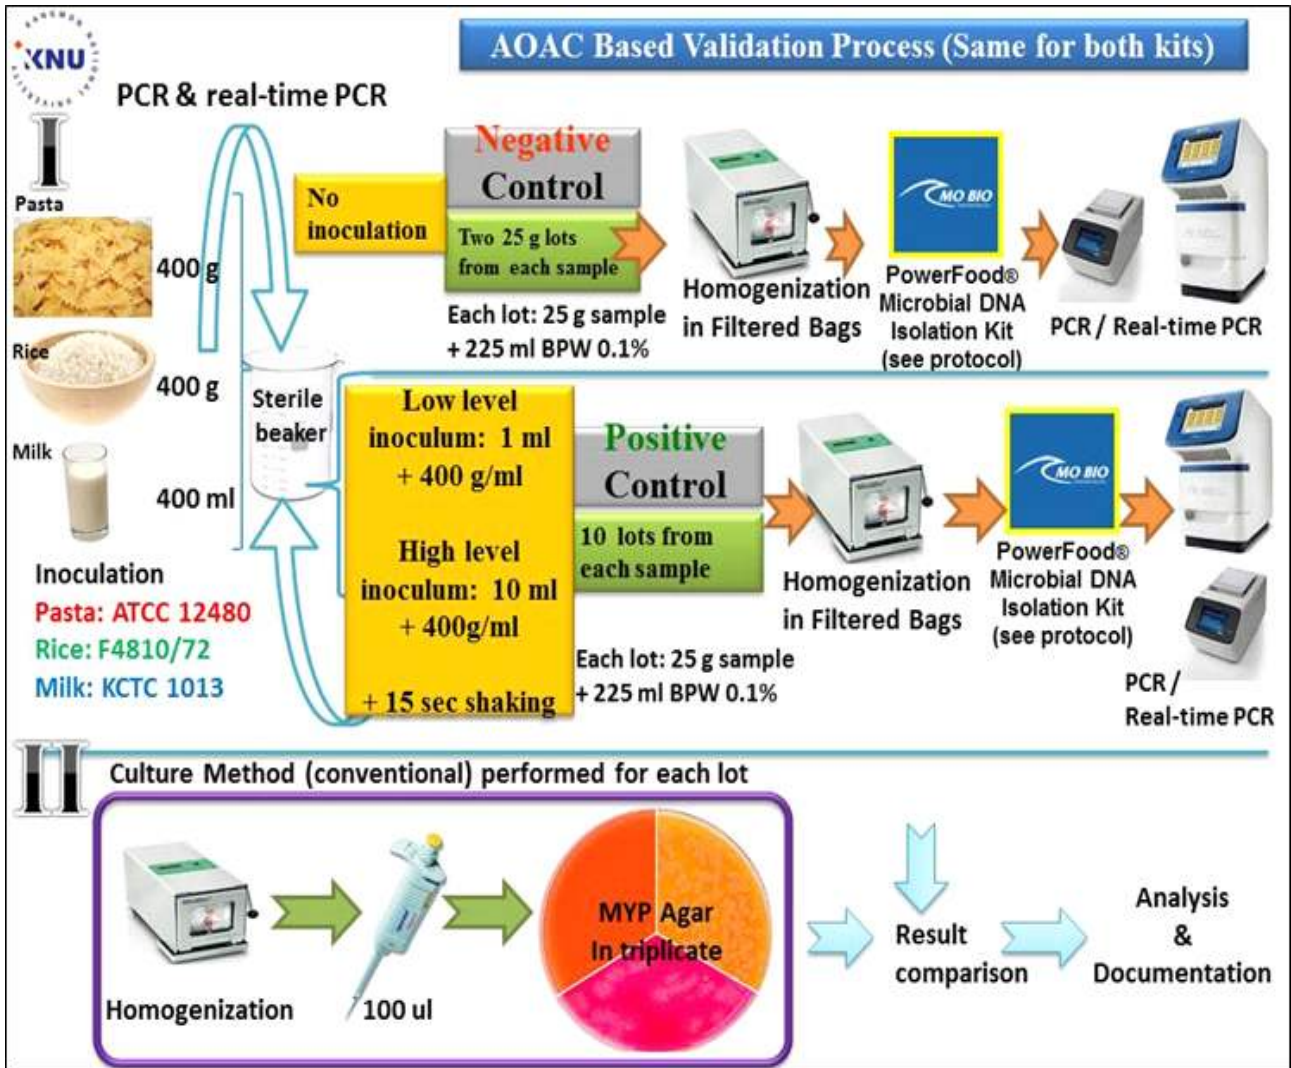 KNU
AOAC Based Validation Process (Same for both kits)
PCR & real-time PCR
I
Pasta
400 g
Rice
400 g
Milk
400 ml
Sterile
beaker
No
inoculation
Negative
Control
Two 25 g lots
from each sample
Each lot: 25 g sample
+ 225 ml BPW 0.1%
Homogenization
in Filtered Bags
MO BIO
PowerFood®
Microbial DNA
Isolation Kit
(see protocol)
PCR / Real-time PCR
Low level
inoculum: 1 ml
+ 400 g/ml
High level
inoculum: 10 ml
+ 400g/ml
+ 15 sec shaking
Positive
Control
10 lots from
each sample
Each lot: 25 g sample
+ 225 ml BPW 0.1%
Homogenization
in Filtered Bags
MO BIO
PowerFood®
Microbial DNA
Isolation Kit
(see protocol)
PCR /
Real-time PCR
Inoculation
Pasta: ATCC 12480
Rice: F4810/72
Milk: KCTC 1013
II
Culture Method (conventional) performed for each lot
Homogenization
100 ul
MYP Agar
In triplicate
Result
comparison
Analysis
&
Documentation